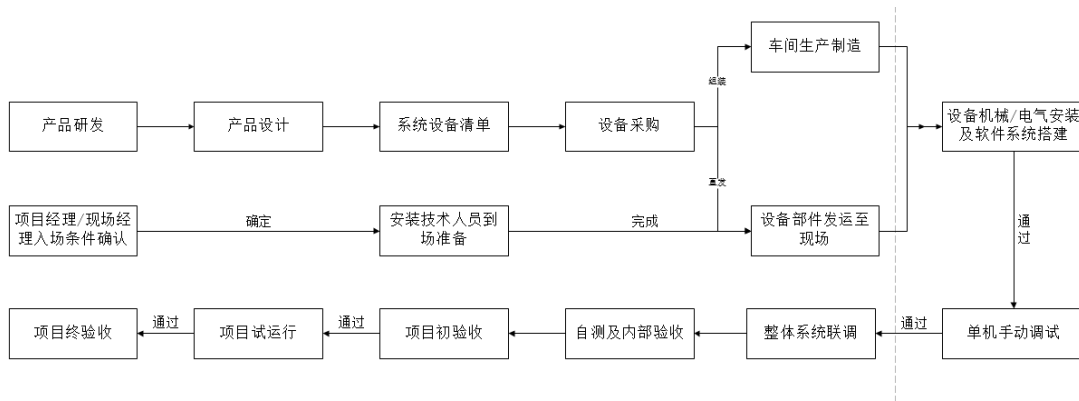 车间生产制造
组装
产品研发
产品设计
系统设备清单
设备采购
设备机械/电气安装
及软件系统搭建
直发
项目经理/现场经
理入场条件确认
确定
安装技术人员到
场准备
完成
设备部件发运至
现场
通
过
项目终验收
通过
项目试运行
通过
项目初验收
自测及内部验收
整体系统联调
通过
单机手动调试